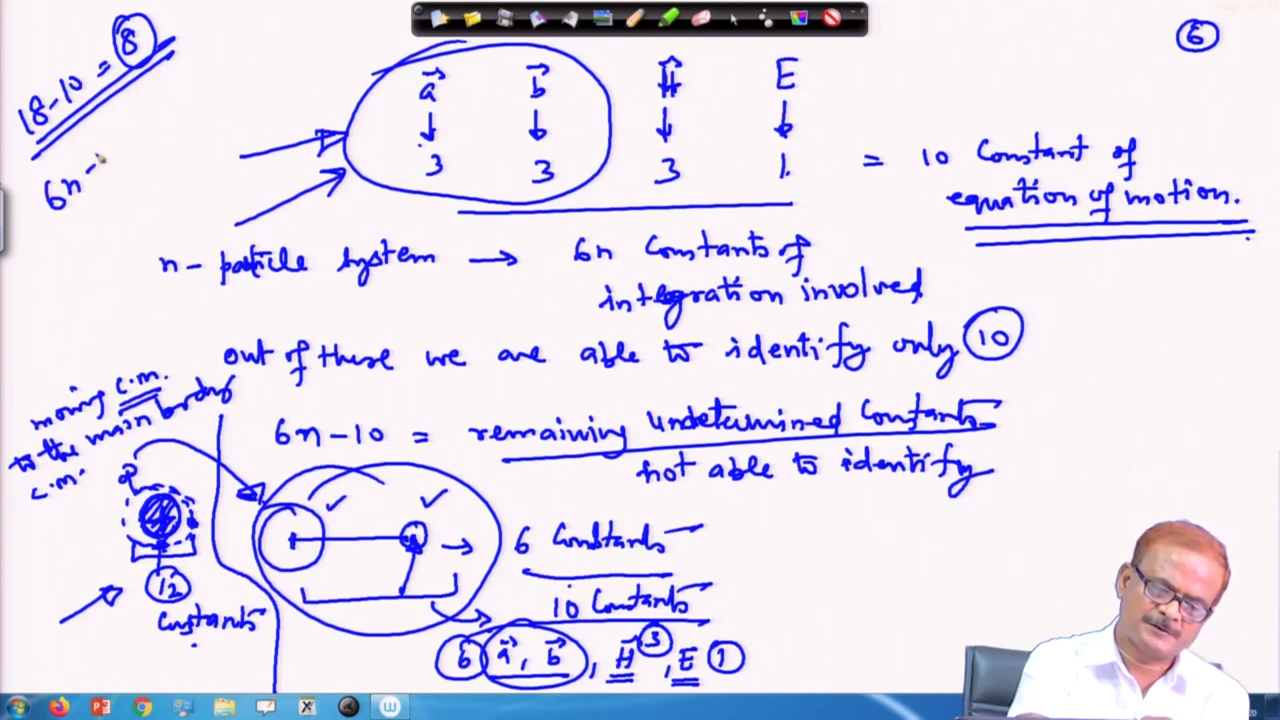 6
18-10 = 8
6n -
a⃗ b⃗ H⃗ E
↓ ↓ ↓ ↓
3 3 3 1
= 10 Constant of
equation of motion.
n - particle system → 6n Constants of
integration involved
out of these we are able to identify only 10
6n - 10 = remaining undetermined Constants
not able to identify
moving C.M.
to the main body
C.M.
12
Constants
6 Constants
10 Constants
6 a⃗, b⃗, H⃗ 3, E 1